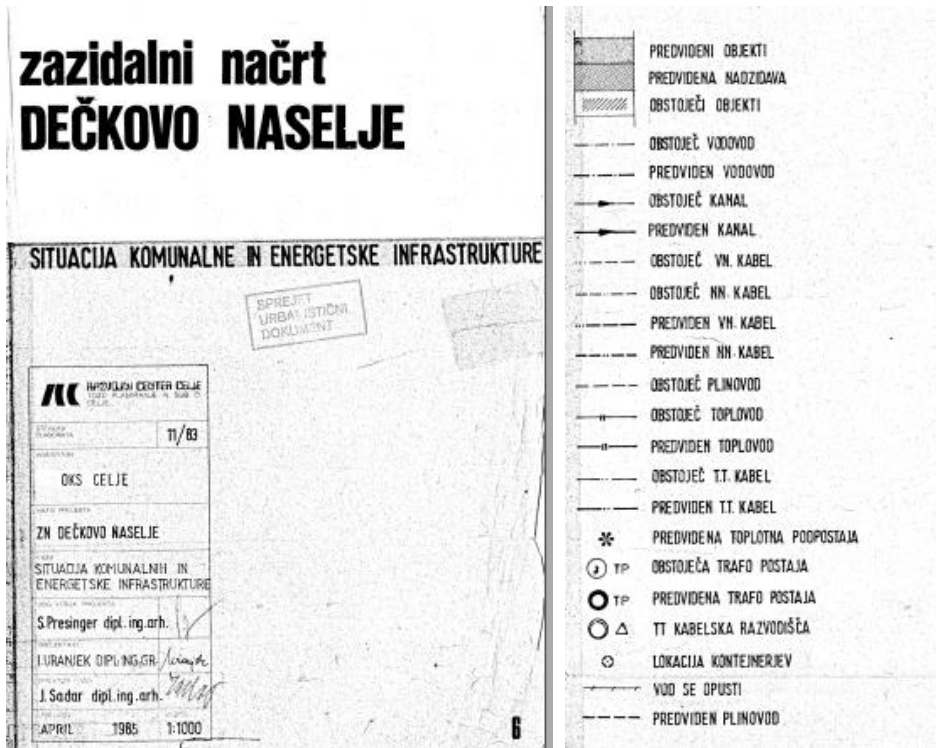 zazidalni načrt
DEČKOVO NASELJE
SITUACIJA KOMUNALNE IN ENERGETSKE INFRASTRUKTURE
SPREJET
URBALISTIČNI
DOKUMENT
RAZVOJNI CENTER CELJE
TOZD PLANIRANJE
CELJE
11/83
OKS CELJE
ZN DEČKOVO NASELJE
SITUACIJA KOMUNALNIH IN
ENERGETSKE INFRASTRUKTURE
S.Presinger dipl.ing.arh.
I.URANJEK DIPL.ING.GR.
J. Sadar dipl.ing.arh.
APRIL 1985 1:1000
6
PREDVIDENI OBJEKTI
PREDVIDENA NADZIDAVA
OBSTOJEČI OBJEKTI
OBSTOJEČ VODOVOD
PREDVIDEN VODOVOD
OBSTOJEČ KANAL
PREDVIDEN KANAL
OBSTOJEČ VN. KABEL
OBSTOJEČ NN. KABEL
PREDVIDEN VN. KABEL
PREDVIDEN NN. KABEL
OBSTOJEČ PLINOVOD
OBSTOJEČ TOPLOVOD
PREDVIDEN TOPLOVOD
OBSTOJEČ T.T. KABEL
PREDVIDEN T.T. KABEL
PREDVIDENA TOPLOTNA PODPOSTAJA
TP OBSTOJEČA TRAFO POSTAJA
TP PREDVIDENA TRAFO POSTAJA
TT KABELSKA RAZVODIŠČA
LOKACIJA KONTEJNERJEV
VOD SE OPUSTI
PREDVIDEN PLINOVOD